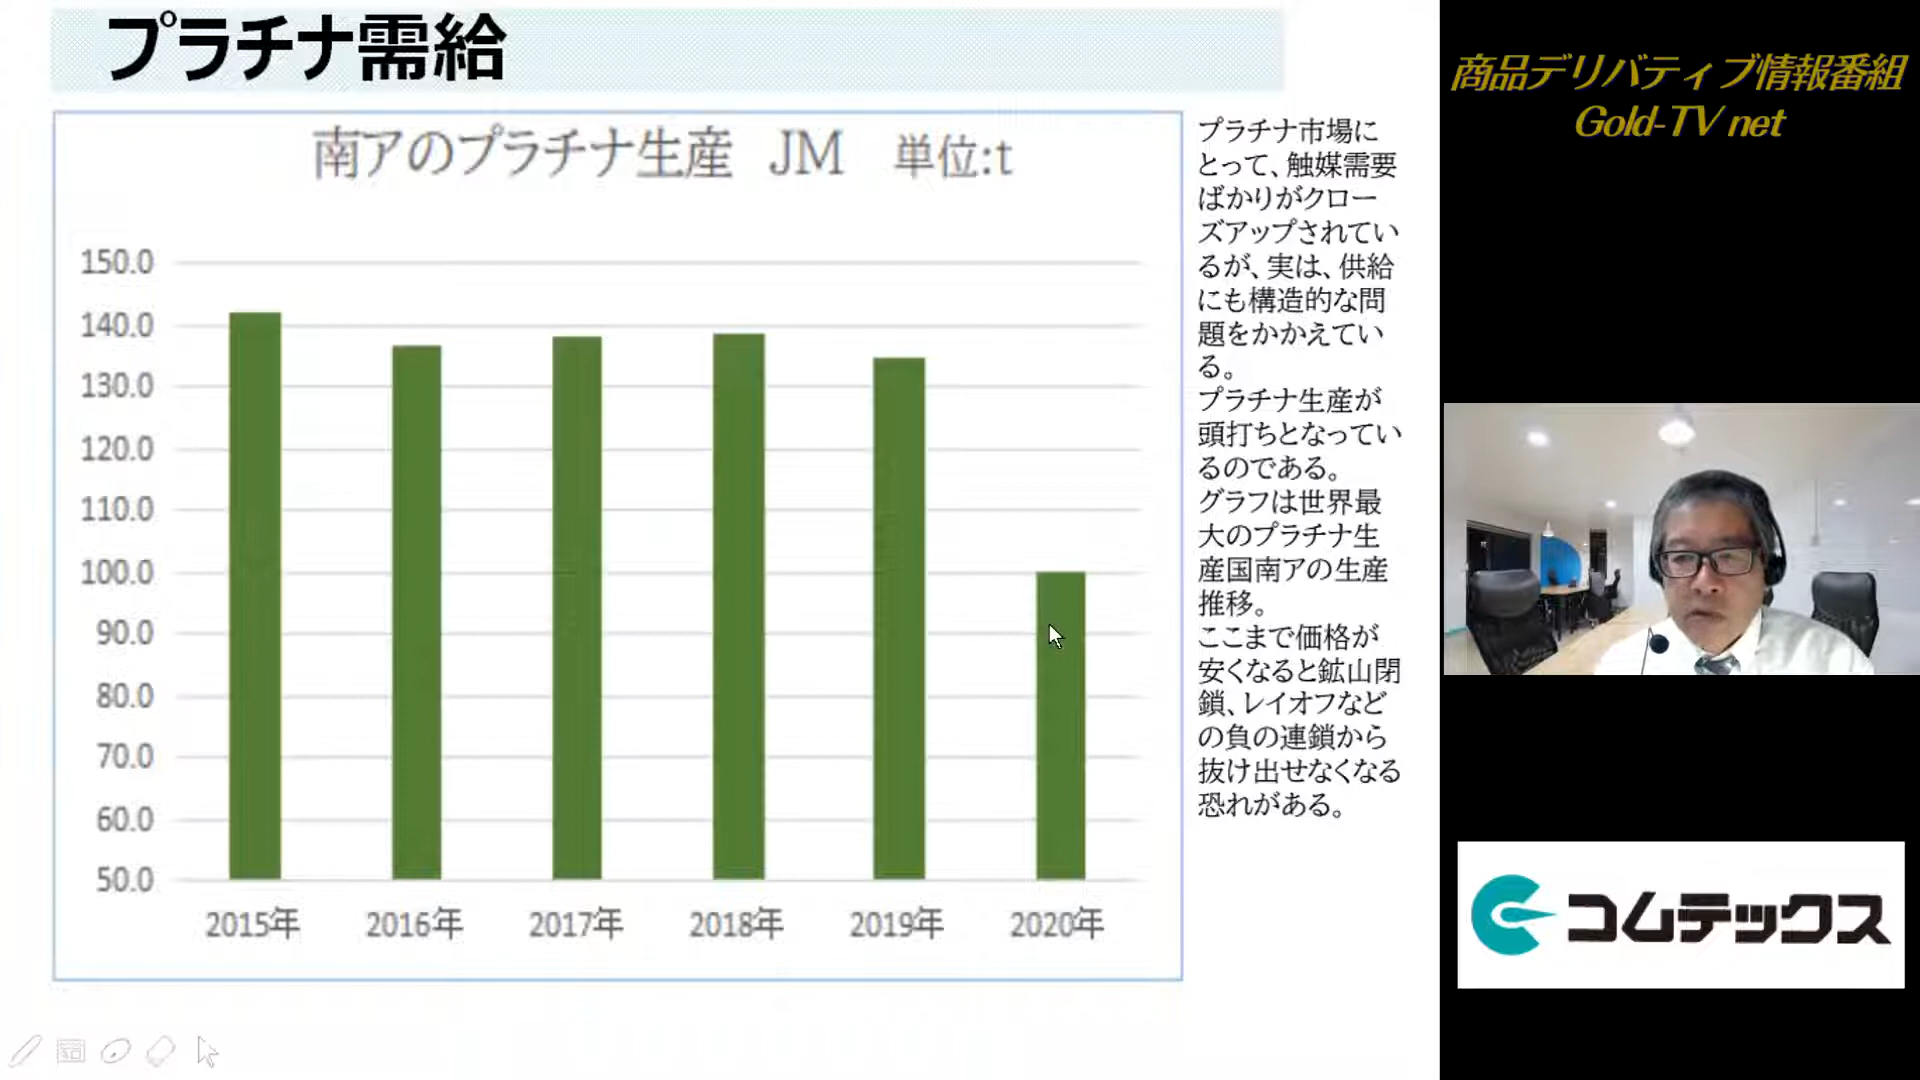 プラチナ需給
南アのプラチナ生産 JM 単位:t
150.0
140.0
130.0
120.0
110.0
100.0
90.0
80.0
70.0
60.0
50.0
2015年 2016年 2017年 2018年 2019年 2020年
プラチナ市場に
とって、触媒需要
ばかりがクロー
ズアップされてい
るが、実は、供給
にも構造的な問
題をかかえてい
る。
プラチナ生産が
頭打ちとなってい
るのである。
グラフは世界最
大のプラチナ生
産国南アの生産
推移。
ここまで価格が
安くなると鉱山閉
鎖、レイオフなど
の負の連鎖から
抜け出せなくなる
恐れがある。
商品デリバティブ情報番組
Gold-TV net
コムテックス